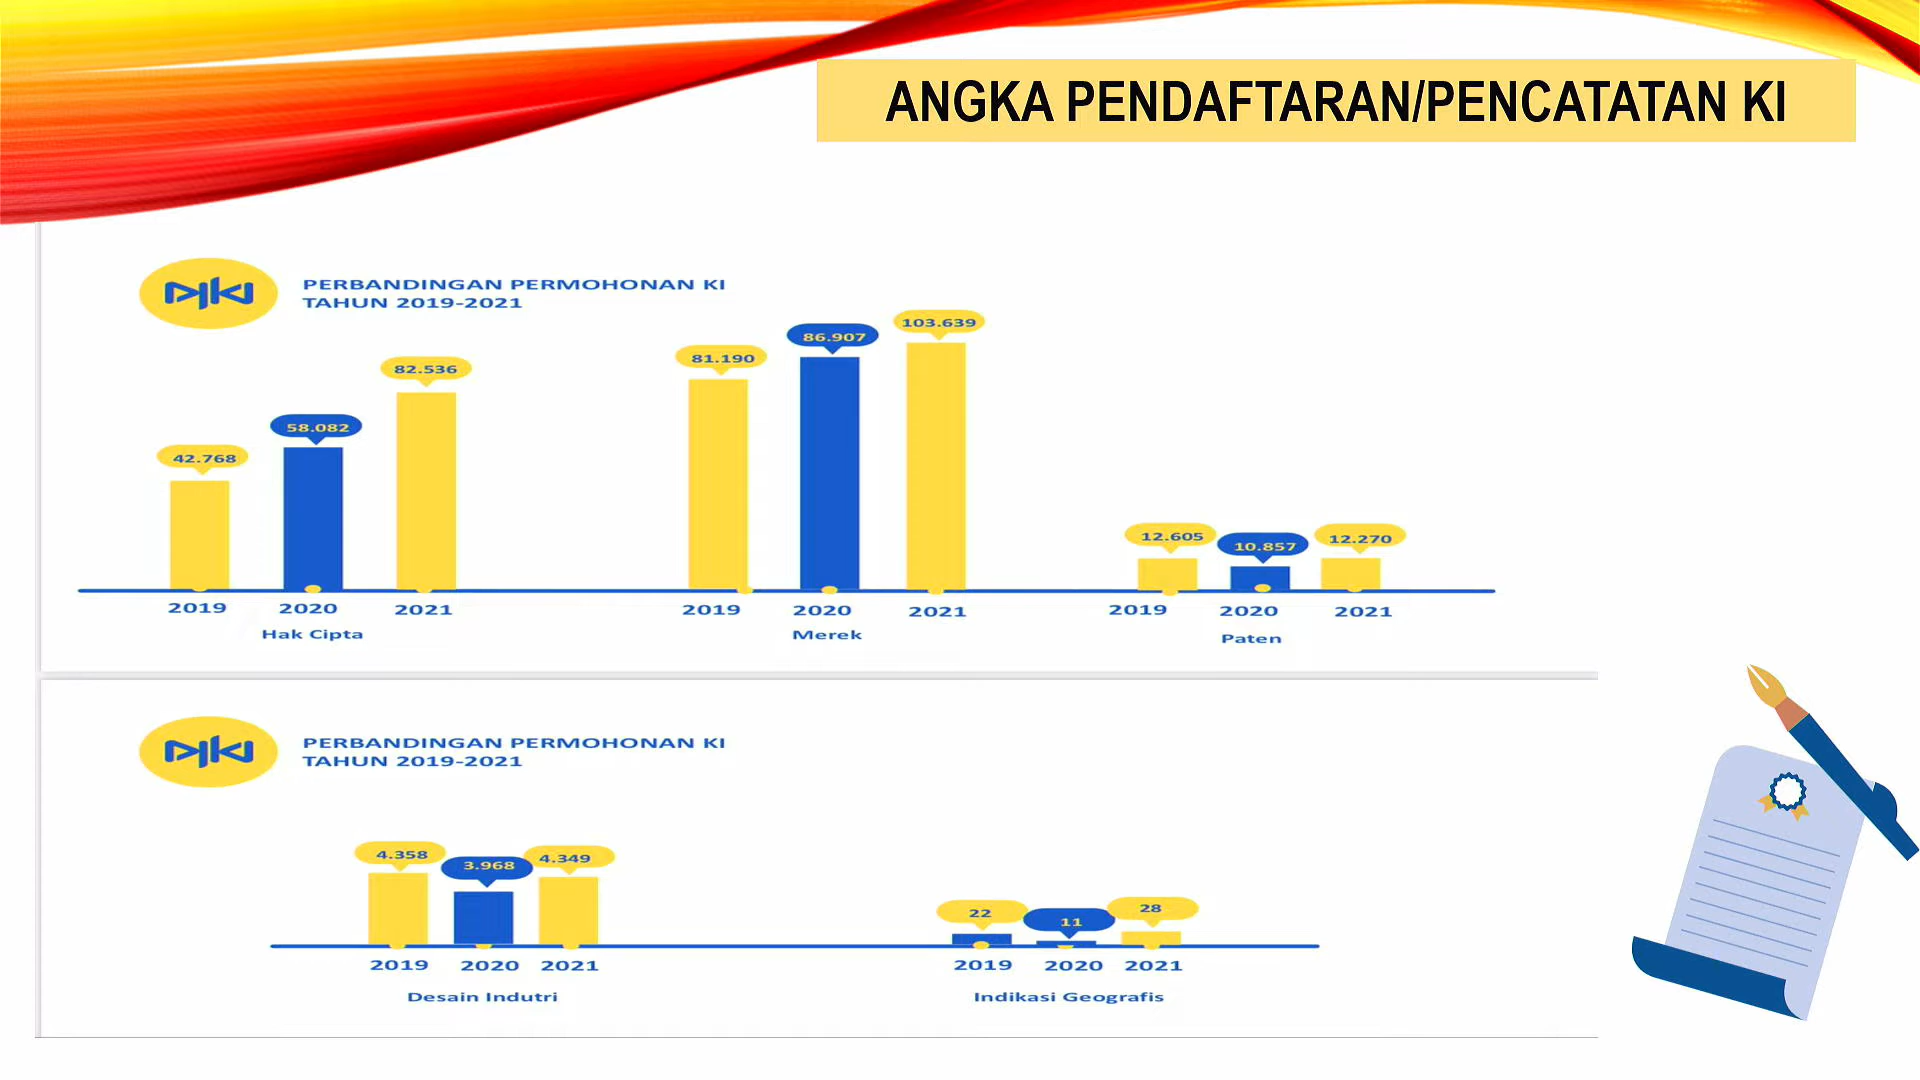 ANGKA PENDAFTARAN/PENCATATAN KI
DJKI
PERBANDINGAN PERMOHONAN KI
TAHUN 2019-2021
42.768
58.082
82.536
81.190
86.907
103.639
12.605
10.857
12.270
2019 2020 2021
Hak Cipta
2019 2020 2021
Merek
2019 2020 2021
Paten
DJKI
PERBANDINGAN PERMOHONAN KI
TAHUN 2019-2021
4.358
3.968
4.349
22
11
28
2019 2020 2021
Desain Indutri
2019 2020 2021
Indikasi Geografis